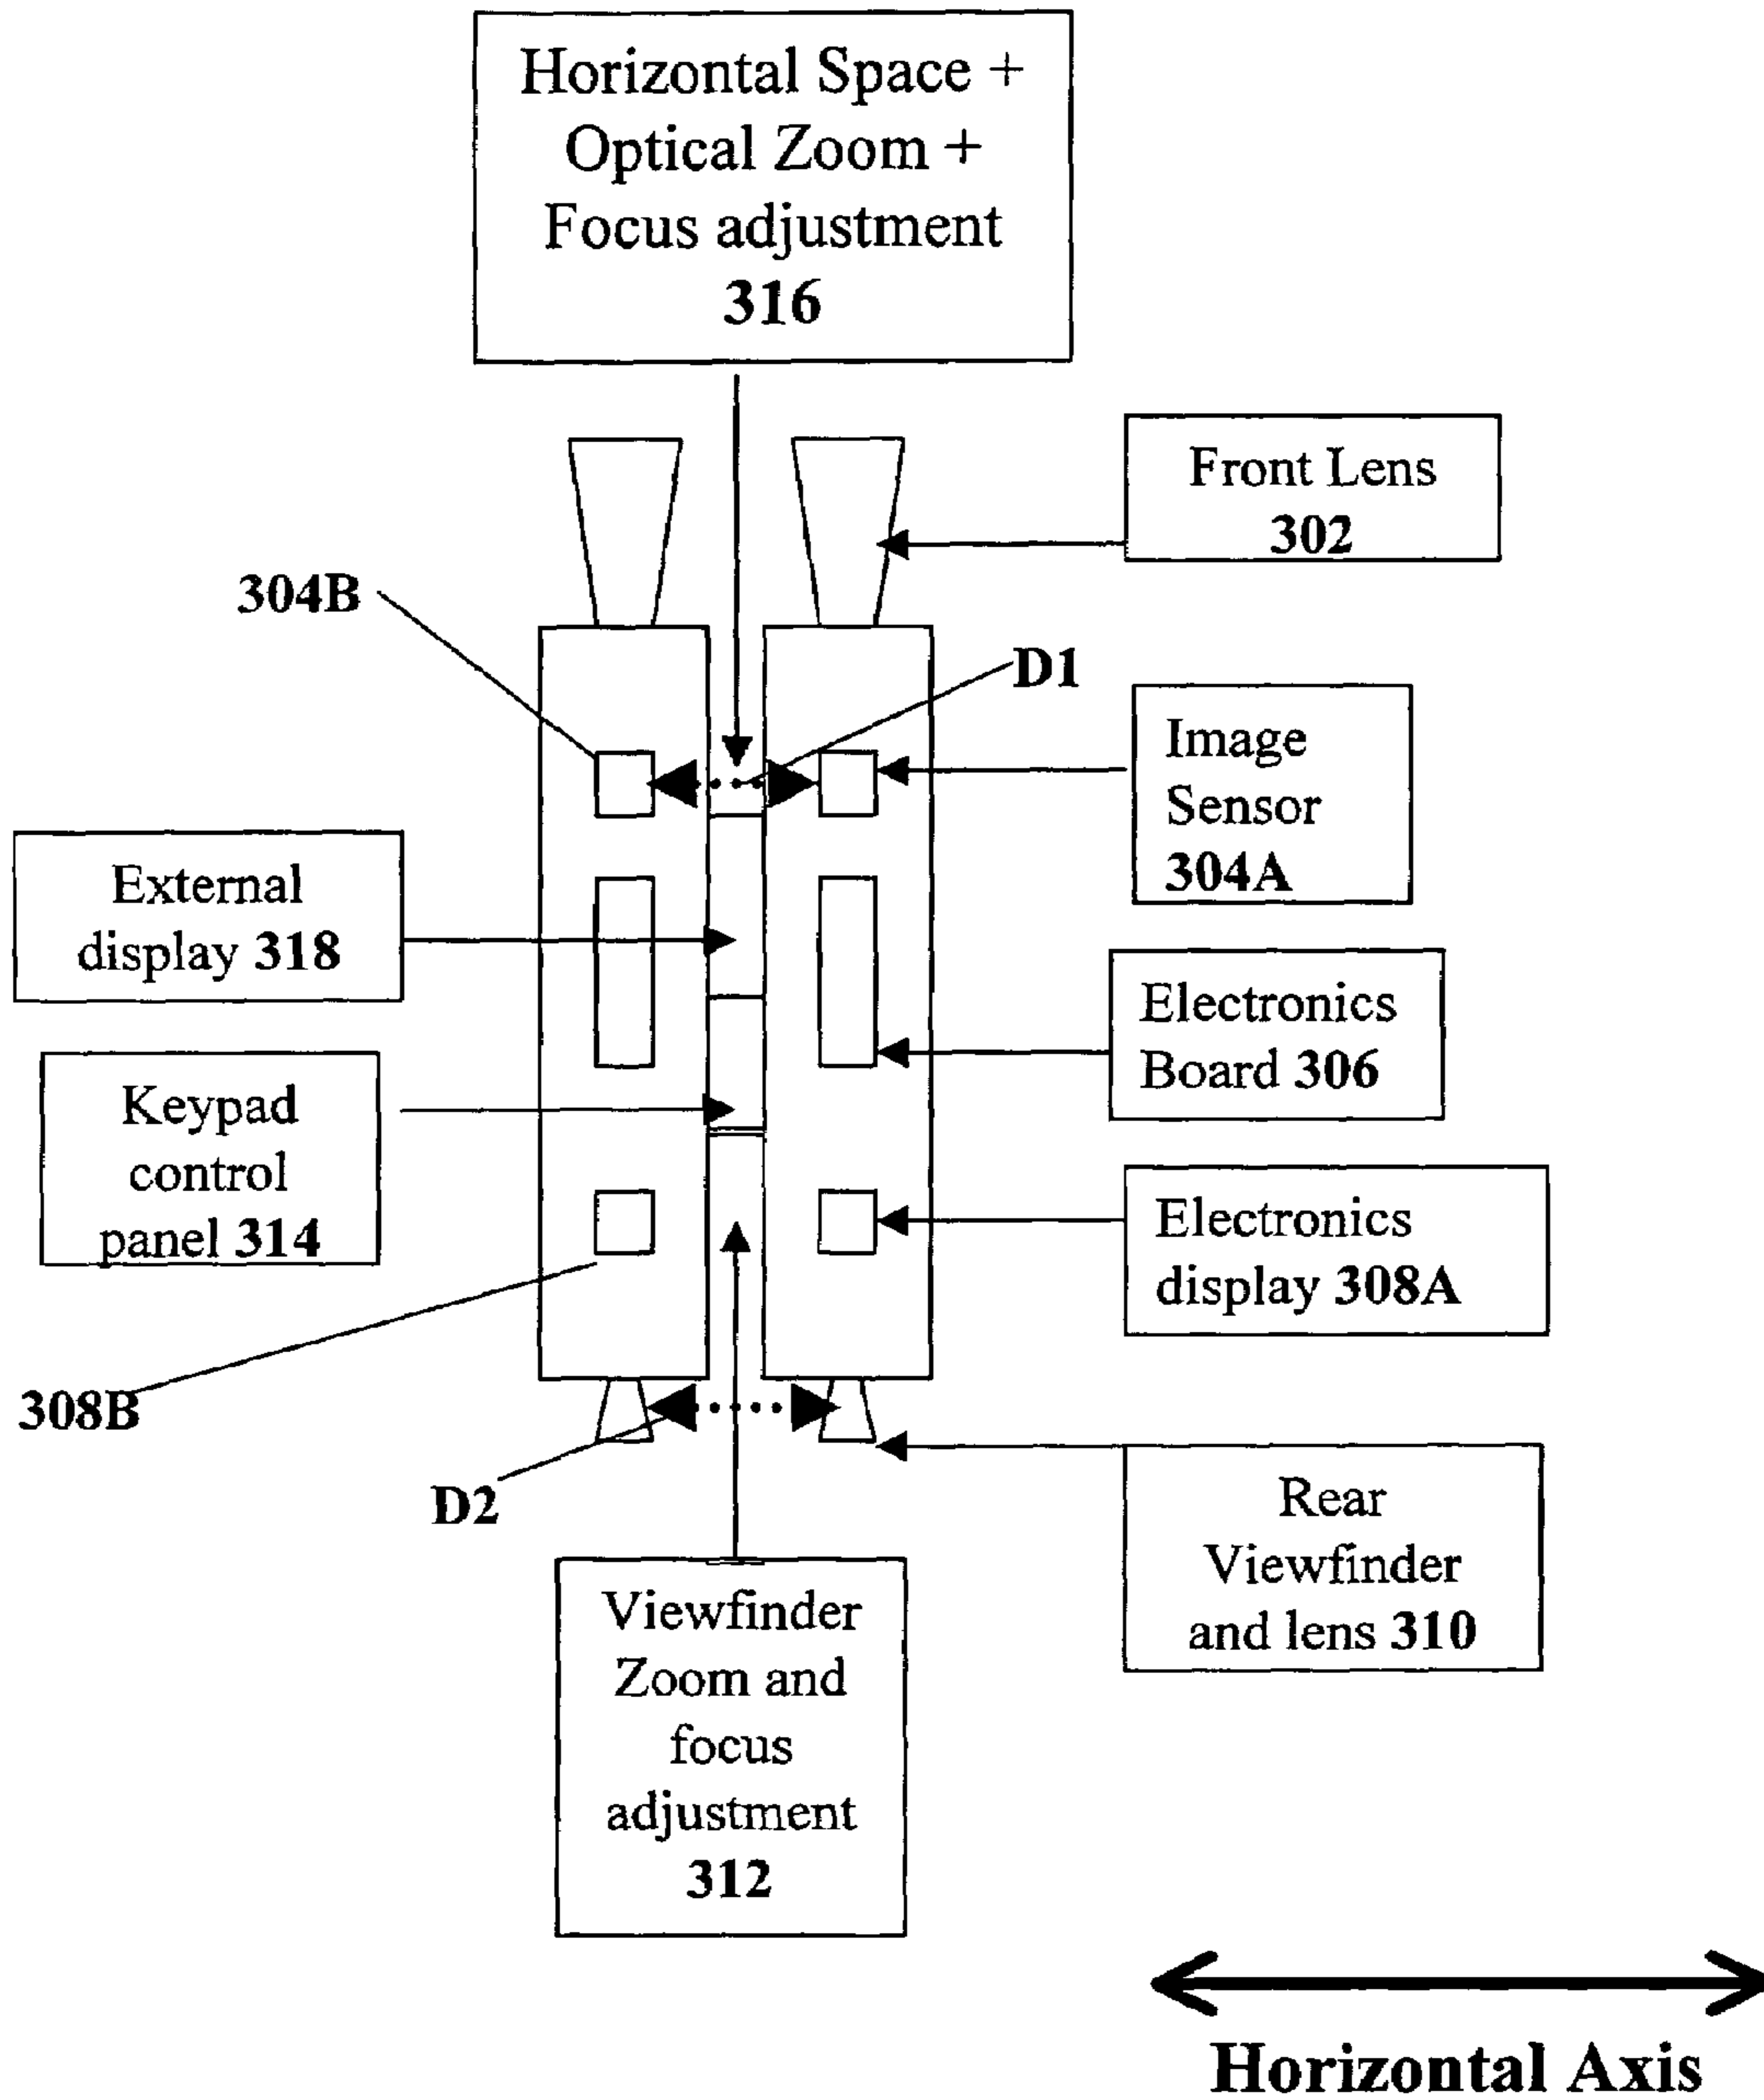 Horizontal Space +
Optical Zoom +
Focus adjustment
316
Front Lens
302
304B
D1
Image
Sensor
304A
External
display 318
Electronics
Board 306
Keypad
control
panel 314
Electronics
display 308A
308B
D2
Rear
Viewfinder
and lens 310
Viewfinder
Zoom and
focus
adjustment
312
Horizontal Axis